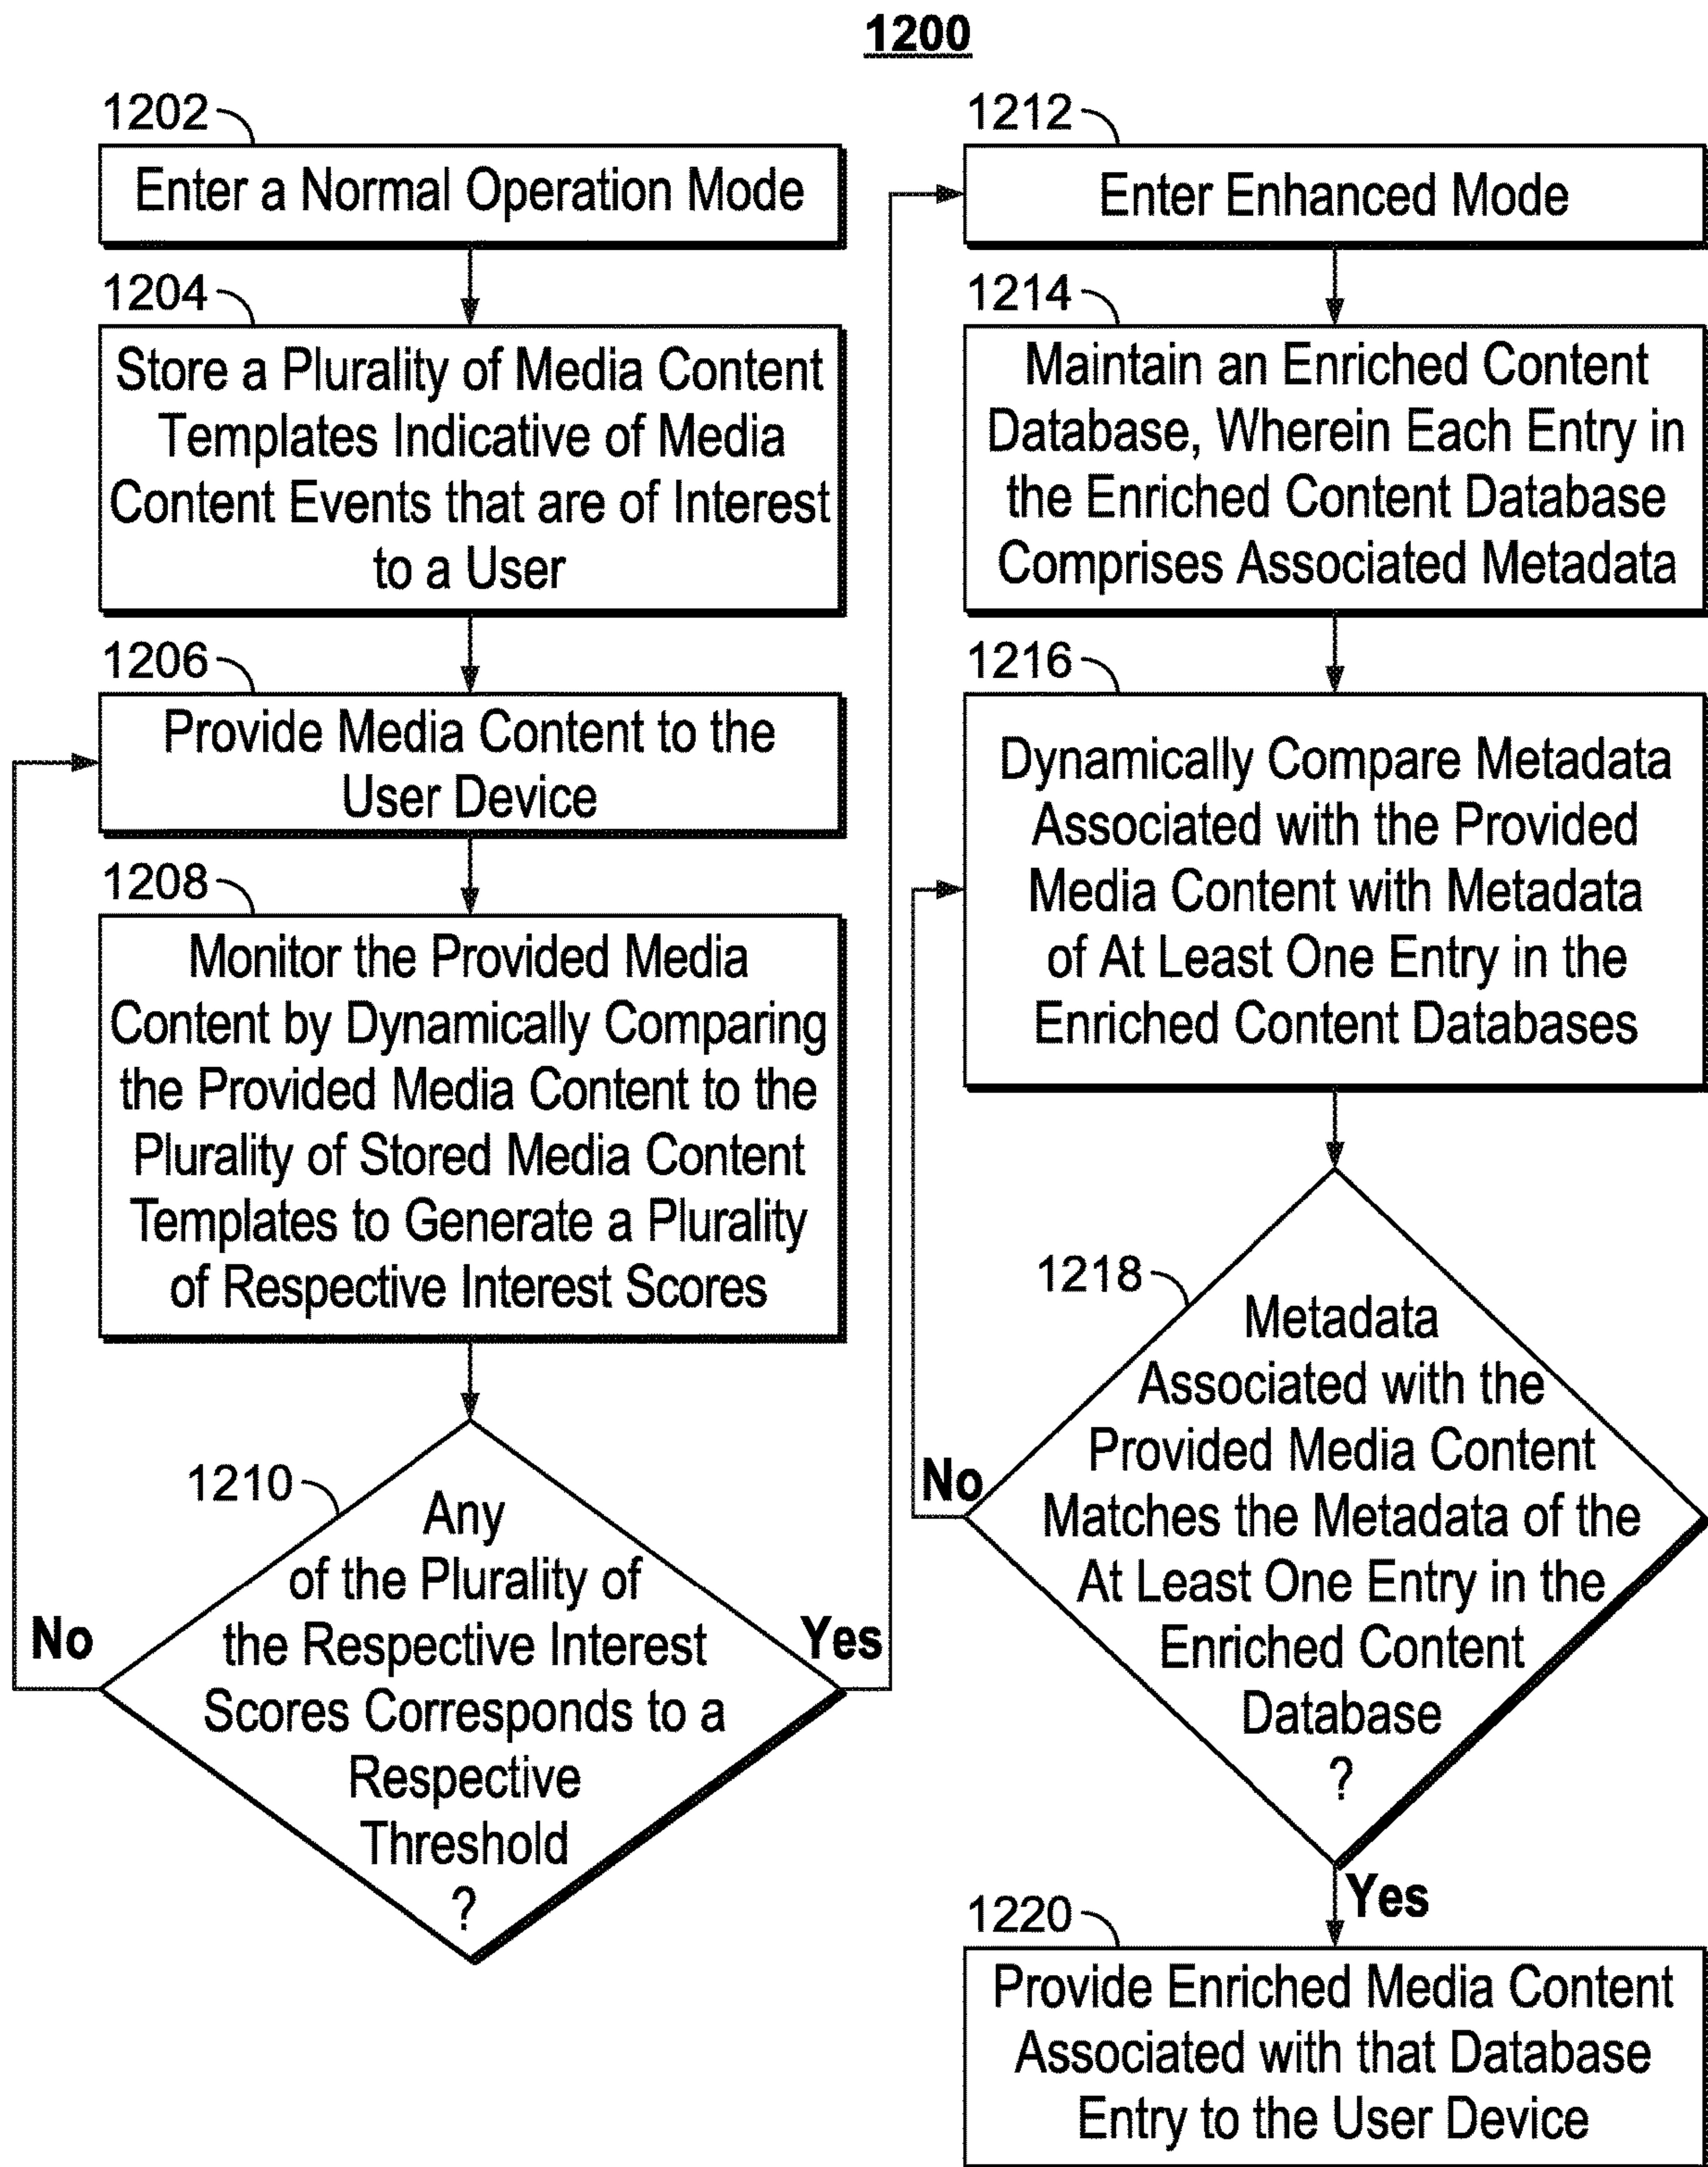 1200
1202
Enter a Normal Operation Mode
1204
Store a Plurality of Media Content
Templates Indicative of Media
Content Events that are of Interest
to a User
1206
Provide Media Content to the
User Device
1208
Monitor the Provided Media
Content by Dynamically Comparing
the Provided Media Content to the
Plurality of Stored Media Content
Templates to Generate a Plurality
of Respective Interest Scores
1210
Any
of the Plurality of
the Respective Interest
Scores Corresponds to a
Respective
Threshold
?
No
Yes
1212
Enter Enhanced Mode
1214
Maintain an Enriched Content
Database, Wherein Each Entry in
the Enriched Content Database
Comprises Associated Metadata
1216
Dynamically Compare Metadata
Associated with the Provided
Media Content with Metadata
of At Least One Entry in the
Enriched Content Databases
1218
Metadata
Associated with the
Provided Media Content
Matches the Metadata of the
At Least One Entry in the
Enriched Content
Database
?
No
Yes
1220
Provide Enriched Media Content
Associated with that Database
Entry to the User Device